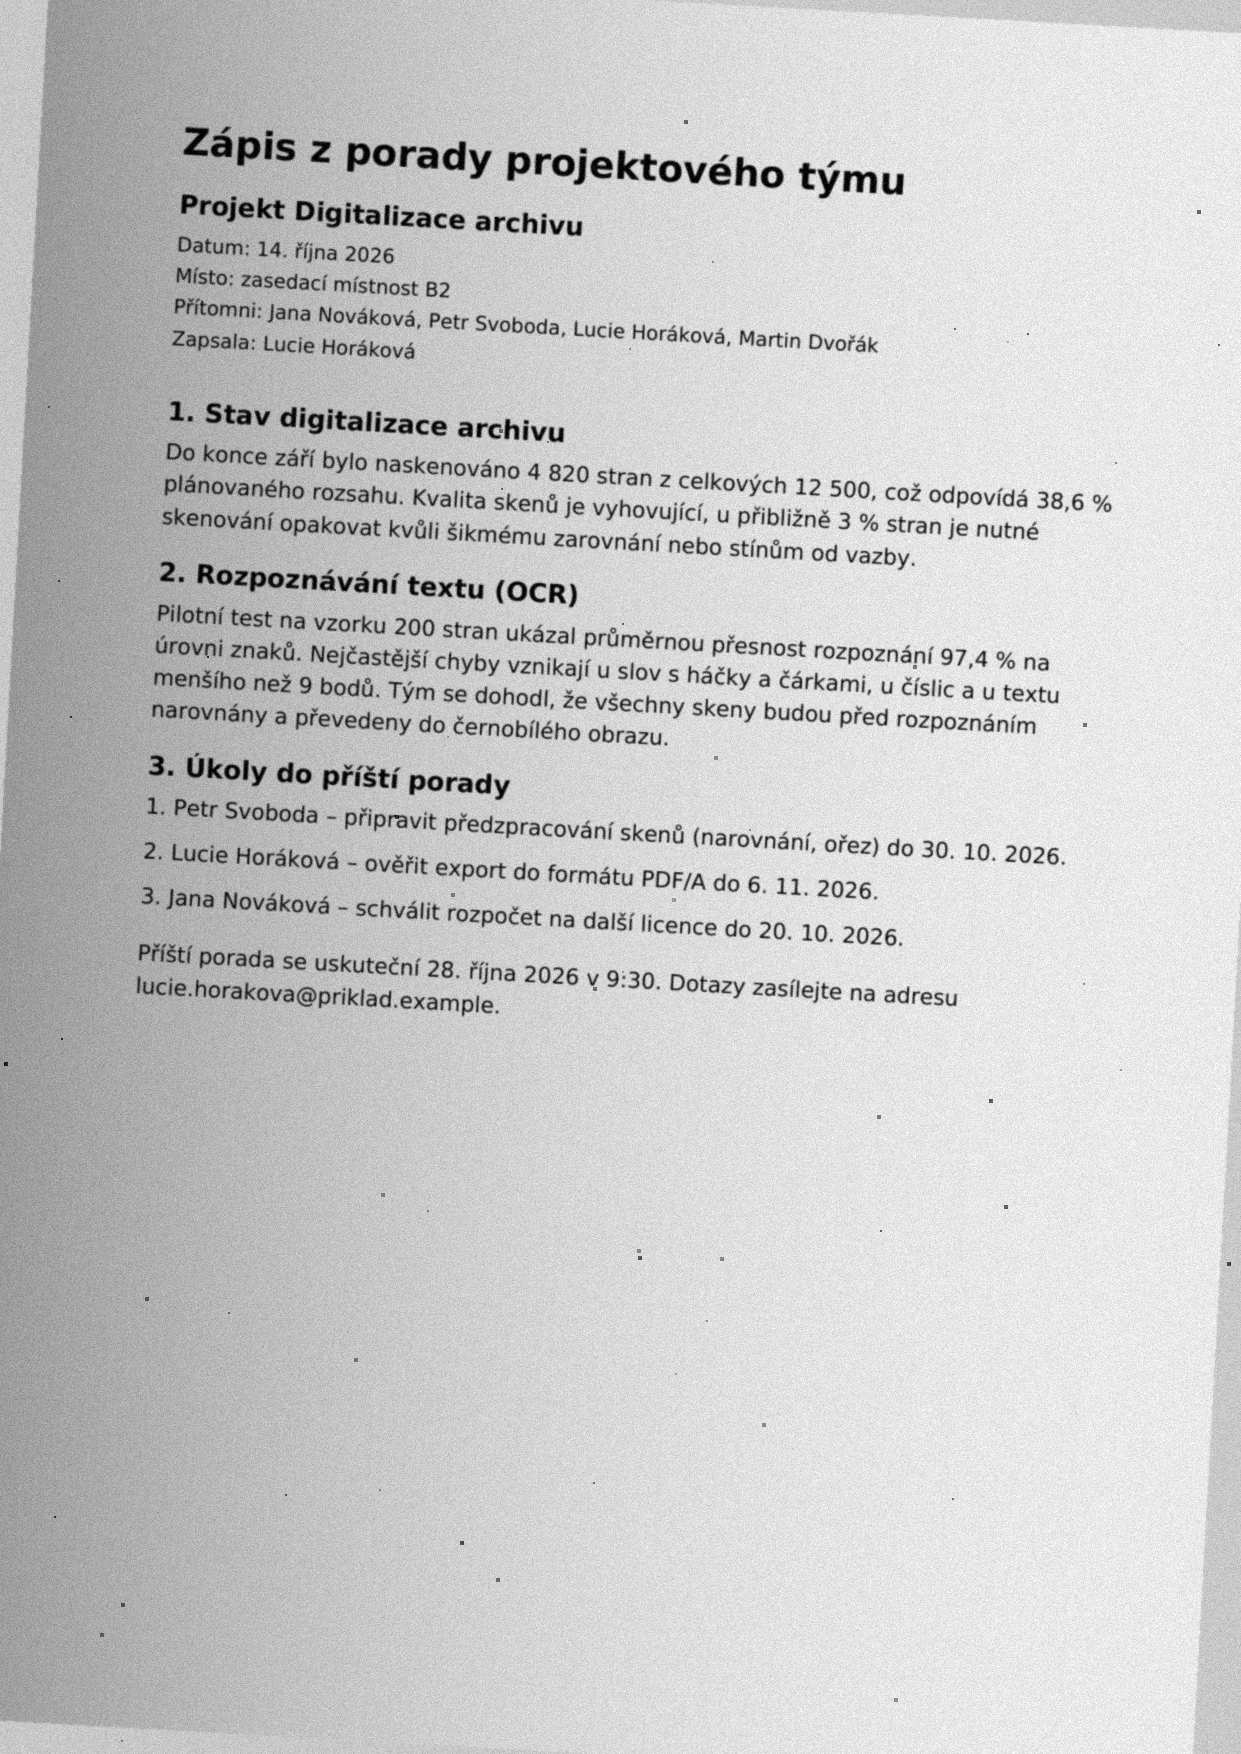 Zápis z porady projektového týmu
Projekt Digitalizace archivu
Datum: 14. října 2026
Místo: zasedací místnost B2
Přítomni: Jana Nováková, Petr Svoboda, Lucie Horáková, Martin Dvořák
Zapsala: Lucie Horáková
1. Stav digitalizace archivu
Do konce září bylo naskenováno 4 820 stran z celkových 12 500, což odpovídá 38,6 %
plánovaného rozsahu. Kvalita skenů je vyhovující, u přibližně 3 % stran je nutné
skenování opakovat kvůli šikmému zarovnání nebo stínům od vazby.
2. Rozpoznávání textu (OCR)
Pilotní test na vzorku 200 stran ukázal průměrnou přesnost rozpoznání 97,4 % na
úrovni znaků. Nejčastější chyby vznikají u slov s háčky a čárkami, u číslic a u textu
menšího než 9 bodů. Tým se dohodl, že všechny skeny budou před rozpoznáním
narovnány a převedeny do černobílého obrazu.
3. Úkoly do příští porady
1. Petr Svoboda – připravit předzpracování skenů (narovnání, ořez) do 30. 10. 2026.
2. Lucie Horáková – ověřit export do formátu PDF/A do 6. 11. 2026.
3. Jana Nováková – schválit rozpočet na další licence do 20. 10. 2026.
Příští porada se uskuteční 28. října 2026 v 9:30. Dotazy zasílejte na adresu
lucie.horakova@priklad.example.